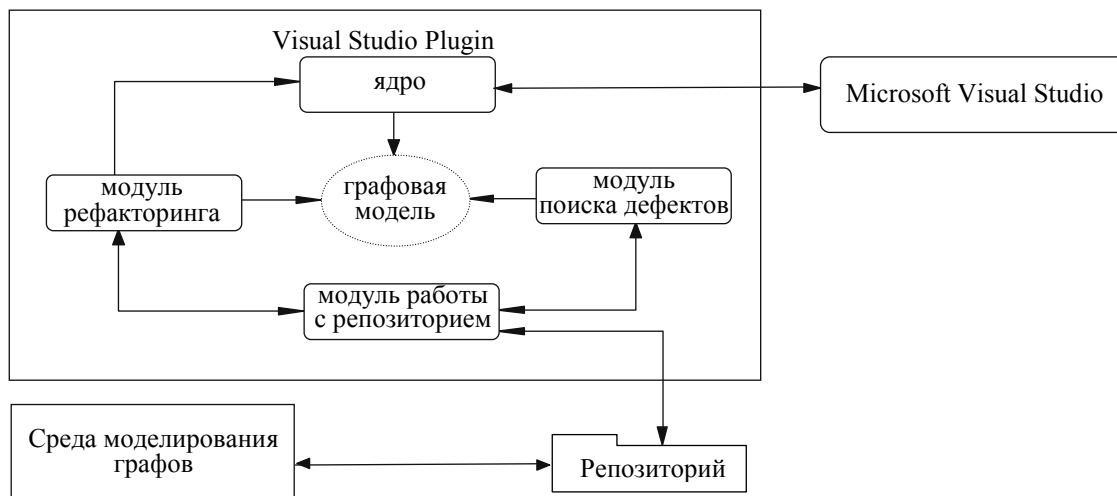 Visual Studio Plugin
ядро
Microsoft Visual Studio
модуль
рефакторинга
графовая
модель
модуль
поиска дефектов
модуль работы
с репозиторием
Среда моделирования
графов
Репозиторий